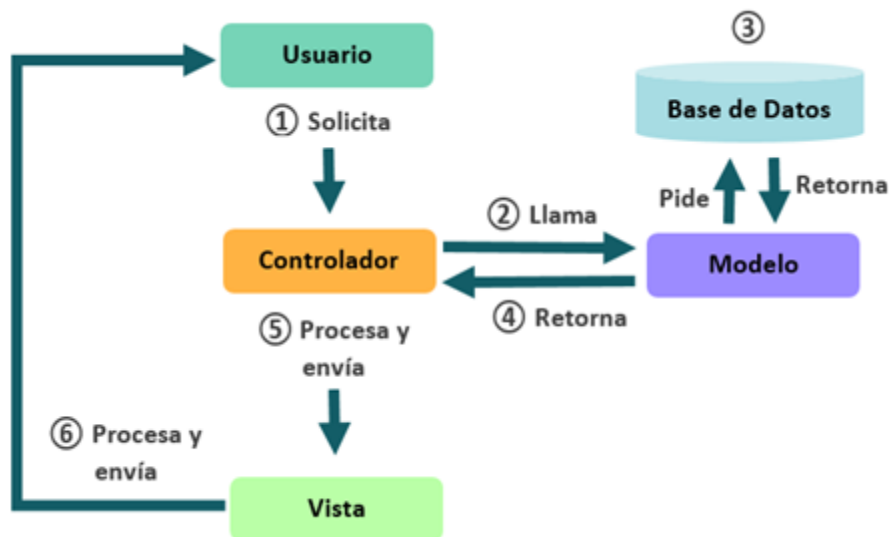 Usuario
① Solicita
③
Base de Datos
Pide
Retorna
② Llama
Controlador
Modelo
④ Retorna
⑤ Procesa y
envía
⑥ Procesa y
envía
Vista